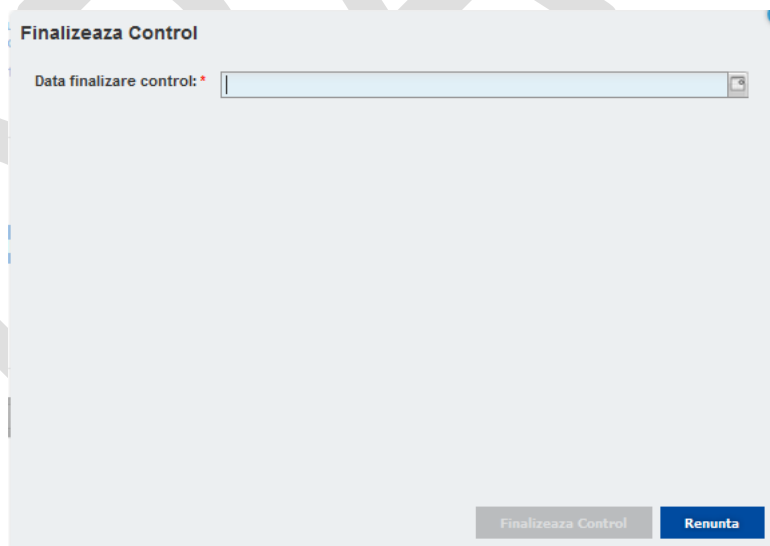 Finalizeaza Control
Data finalizare control: *
Finalizeaza Control
Renunta